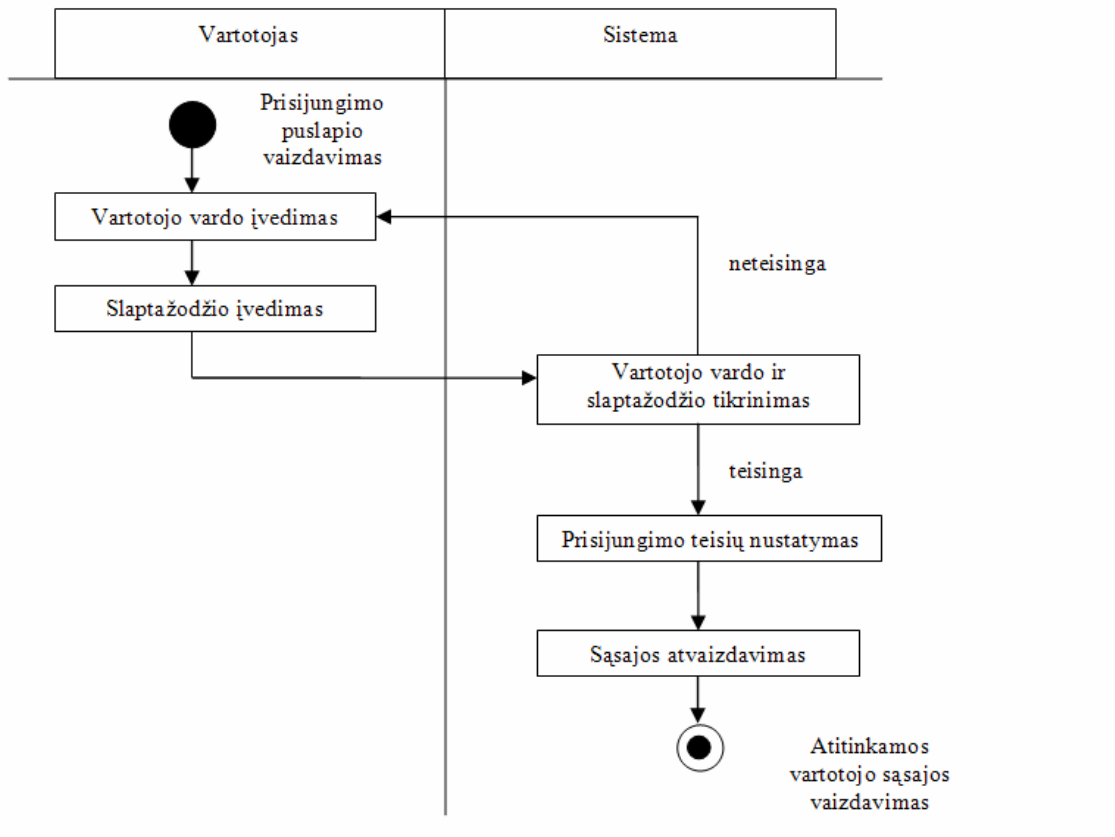 Vartotojas
Sistema
Prisijungimo
puslapio
vaizdavimas
Vartotojo vardo įvedimas
neteisinga
Slaptažodžio įvedimas
Vartotojo vardo ir
slaptažodžio tikrinimas
teisinga
Prisijungimo teisių nustatymas
Sąsajos atvaizdavimas
Atitinkamos
vartotojo sąsajos
vaizdavimas